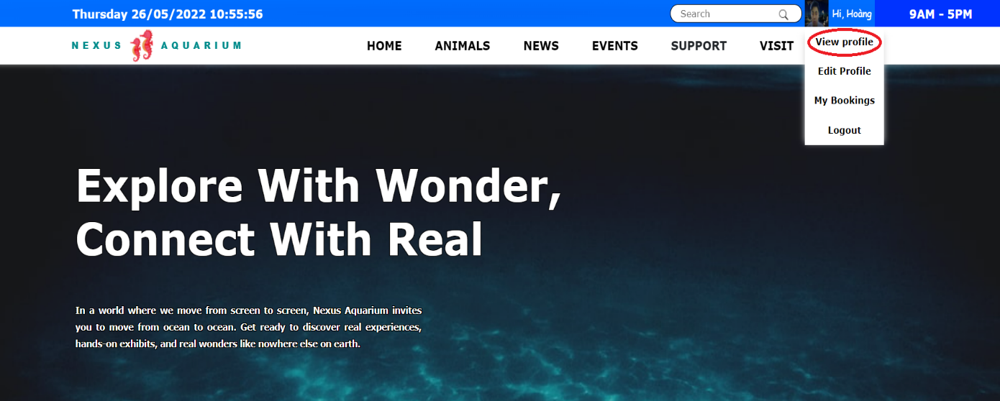 Thursday 26/05/2022 10:55:56
Search
Hi, Hoàng
9AM - 5PM
NEXUS AQUARIUM
HOME ANIMALS NEWS EVENTS SUPPORT VISIT
View profile
Edit Profile
My Bookings
Logout
Explore With Wonder,
Connect With Real
In a world where we move from screen to screen, Nexus Aquarium invites
you to move from ocean to ocean. Get ready to discover real experiences,
hands-on exhibits, and real wonders like nowhere else on earth.